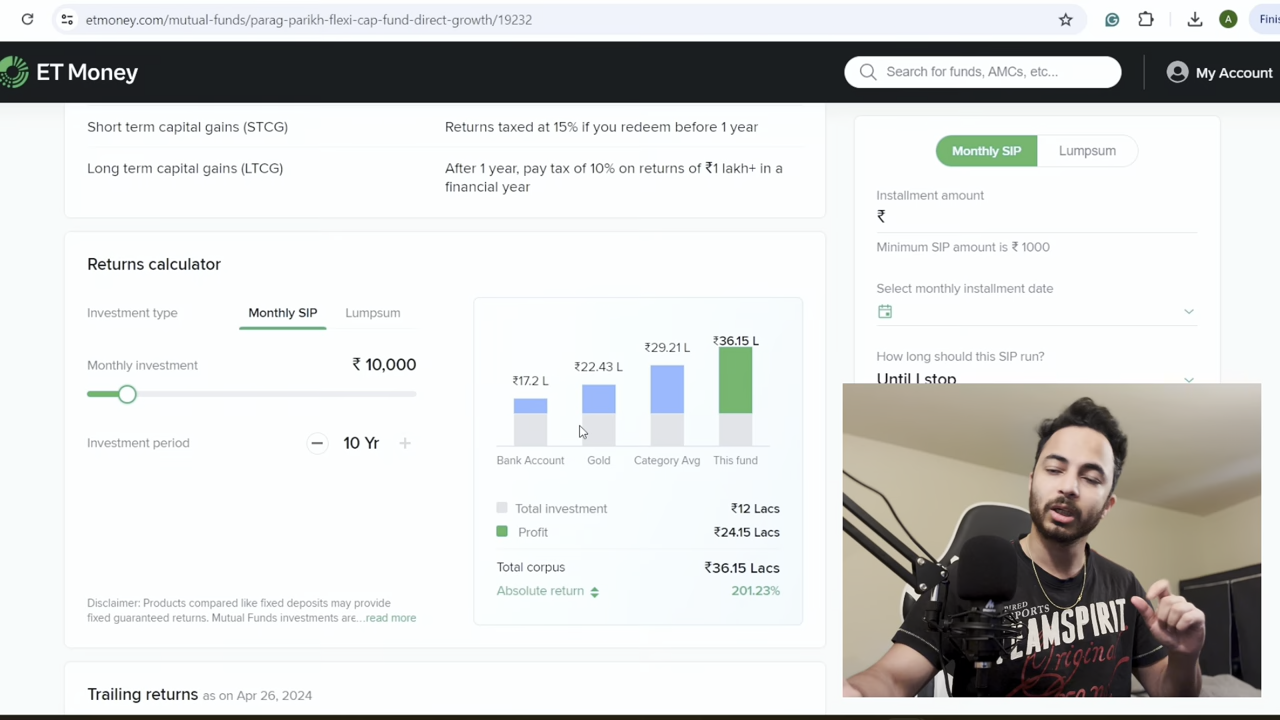 etmoney.com/mutual-funds/parag-parikh-flexi-cap-fund-direct-growth/19232
A
Finis
ET Money
Search for funds, AMCs, etc...
My Account
Short term capital gains (STCG)
Returns taxed at 15% if you redeem before 1 year
Long term capital gains (LTCG)
After 1 year, pay tax of 10% on returns of ₹1 lakh+ in a
financial year
Returns calculator
Investment type
Monthly SIP
Lumpsum
Monthly investment
₹ 10,000
Investment period
10 Yr
Disclaimer: Products compared like fixed deposits may provide
fixed guaranteed returns. Mutual Funds investments are...read more
₹17.2 L
₹22.43 L
₹29.21 L
₹36.15 L
Bank Account
Gold
Category Avg
This fund
Total investment
₹12 Lacs
Profit
₹24.15 Lacs
Total corpus
₹36.15 Lacs
Absolute return
201.23%
Trailing returns as on Apr 26, 2024
Monthly SIP
Lumpsum
Installment amount
₹
Minimum SIP amount is ₹ 1000
Select monthly installment date
How long should this SIP run?
Until I stop
TEAMSPIRIT
Original